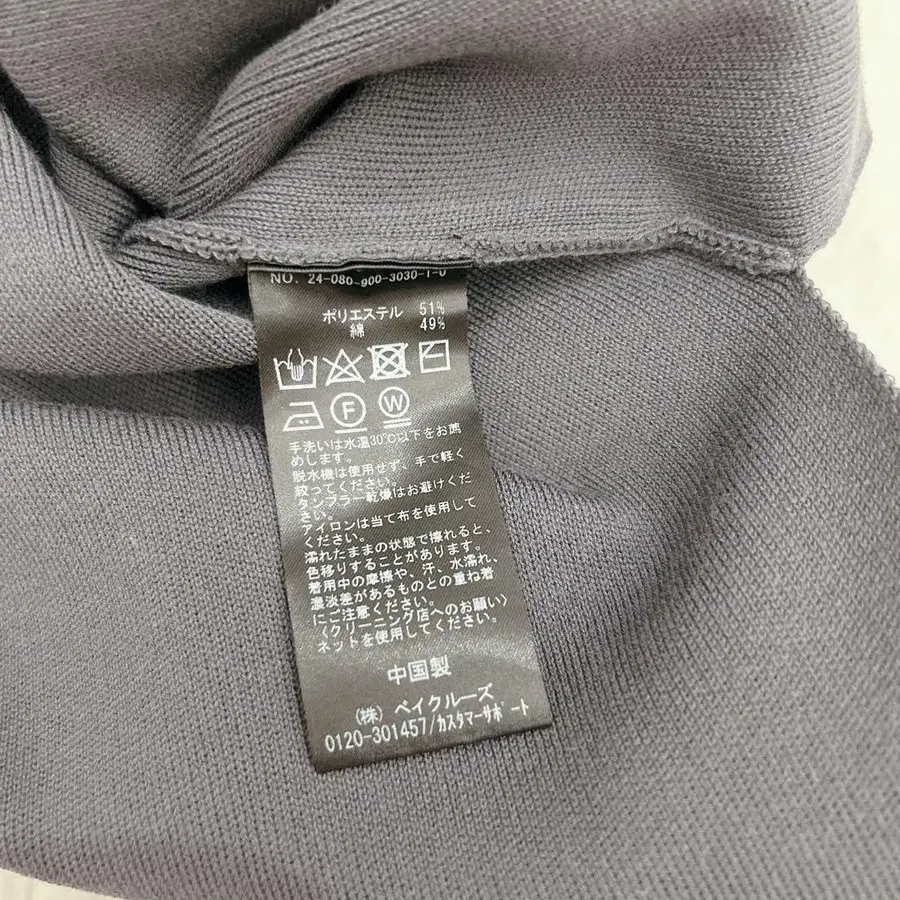 NO. 24-080-900-3030-1-0
ポリエステル 51%
綿 49%
F W
手洗いは水温30℃以下をお薦
めします。
脱水機は使用せず、手で軽く
絞ってください。
タンブラー乾燥はお避けくだ
さい。
アイロンは当て布を使用して
ください。
濡れたままの状態で擦れると、
色移りすることがあります。
着用中の摩擦や、汗、水濡れ、
濃淡差があるものとの重ね着
にご注意ください。
〈クリーニング店へのお願い〉
ネットを使用してください。
中国製
(株) ベイクルーズ
0120-301457/カスタマーサポート